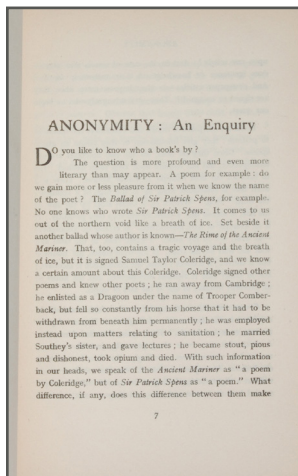 ANONYMITY : An Enquiry
DO you like to know who a book's by ?
The question is more profound and even more
literary than may appear. A poem for example : do
we gain more or less pleasure from it when we know the name
of the poet ? The Ballad of Sir Patrick Spens, for example.
No one knows who wrote Sir Patrick Spens. It comes to us
out of the northern void like a breath of ice. Set beside it
another ballad whose author is known—The Rime of the Ancient
Mariner. That, too, contains a tragic voyage and the breath
of ice, but it is signed Samuel Taylor Coleridge, and we know
a certain amount about this Coleridge. Coleridge signed other
poems and knew other poets ; he ran away from Cambridge ;
he enlisted as a Dragoon under the name of Trooper Comber-
back, but fell so constantly from his horse that it had to be
withdrawn from beneath him permanently ; he was employed
instead upon matters relating to sanitation ; he married
Southey's sister, and gave lectures ; he became stout, pious
and dishonest, took opium and died. With such information
in our heads, we speak of the Ancient Mariner as "a poem
by Coleridge," but of Sir Patrick Spens as "a poem." What
difference, if any, does this difference between them make
7